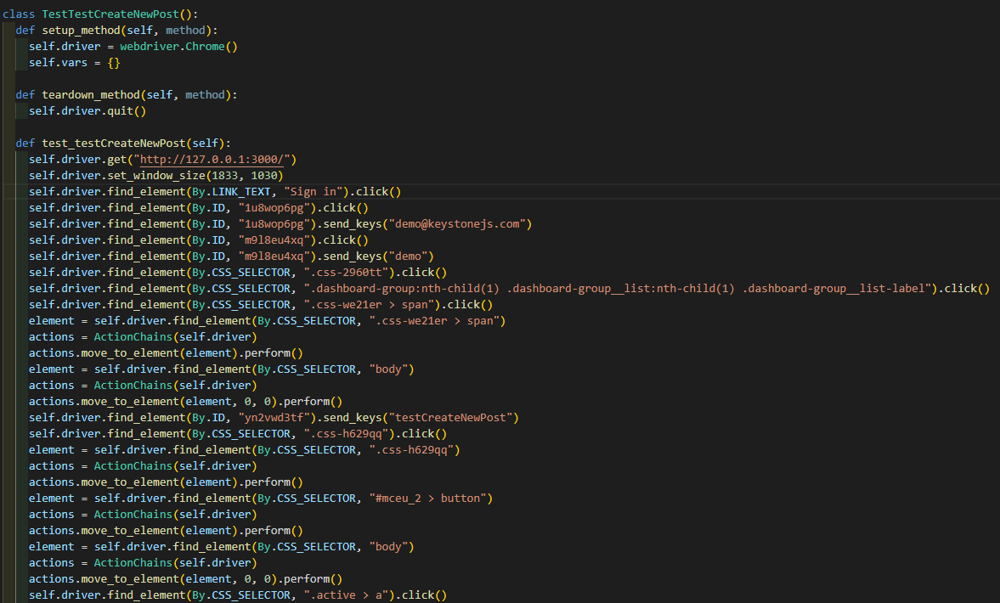 class TestTestCreateNewPost():
def setup_method(self, method):
self.driver = webdriver.Chrome()
self.vars = {}
def teardown_method(self, method):
self.driver.quit()
def test_testCreateNewPost(self):
self.driver.get("http://127.0.0.1:3000/")
self.driver.set_window_size(1833, 1030)
self.driver.find_element(By.LINK_TEXT, "Sign in").click()
self.driver.find_element(By.ID, "1u8wop6pg").click()
self.driver.find_element(By.ID, "1u8wop6pg").send_keys("demo@keystonejs.com")
self.driver.find_element(By.ID, "m9l8eu4xq").click()
self.driver.find_element(By.ID, "m9l8eu4xq").send_keys("demo")
self.driver.find_element(By.CSS_SELECTOR, ".css-2960tt").click()
self.driver.find_element(By.CSS_SELECTOR, ".dashboard-group:nth-child(1) .dashboard-group__list:nth-child(1) .dashboard-group__list-label").click()
self.driver.find_element(By.CSS_SELECTOR, ".css-we21er > span").click()
element = self.driver.find_element(By.CSS_SELECTOR, ".css-we21er > span")
actions = ActionChains(self.driver)
actions.move_to_element(element).perform()
element = self.driver.find_element(By.CSS_SELECTOR, "body")
actions = ActionChains(self.driver)
actions.move_to_element(element, 0, 0).perform()
self.driver.find_element(By.ID, "yn2vwd3tf").send_keys("testCreateNewPost")
self.driver.find_element(By.CSS_SELECTOR, ".css-h629qq").click()
element = self.driver.find_element(By.CSS_SELECTOR, ".css-h629qq")
actions = ActionChains(self.driver)
actions.move_to_element(element).perform()
element = self.driver.find_element(By.CSS_SELECTOR, "#mceu_2 > button")
actions = ActionChains(self.driver)
actions.move_to_element(element).perform()
element = self.driver.find_element(By.CSS_SELECTOR, "body")
actions = ActionChains(self.driver)
actions.move_to_element(element, 0, 0).perform()
self.driver.find_element(By.CSS_SELECTOR, ".active > a").click()